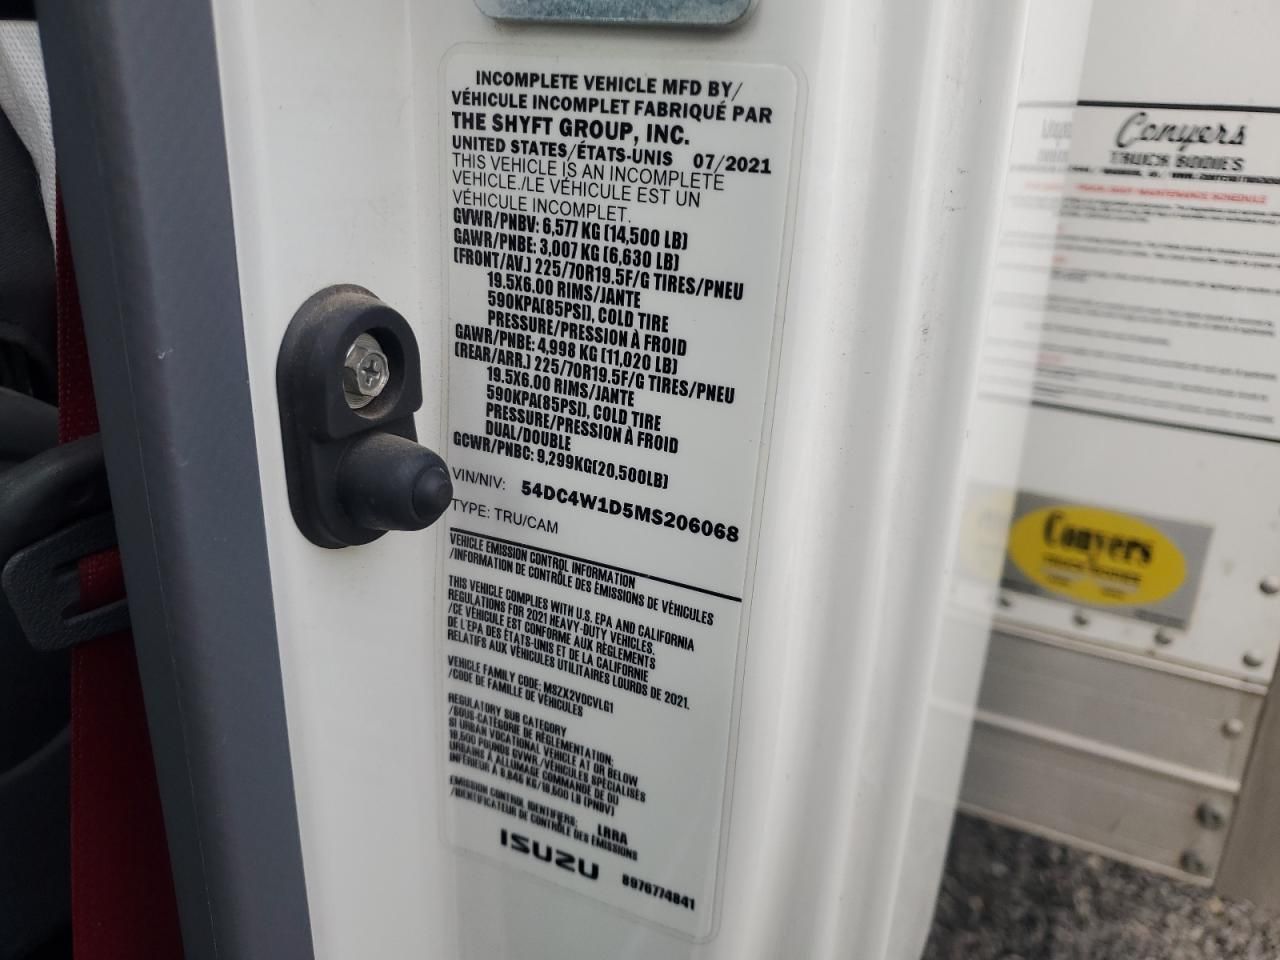 INCOMPLETE VEHICLE MFD BY/
VÉHICULE INCOMPLET FABRIQUÉ PAR
THE SHYFT GROUP, INC.
UNITED STATES/ÉTATS-UNIS 07/2021
THIS VEHICLE IS AN INCOMPLETE
VEHICLE./LE VÉHICULE EST UN
VÉHICULE INCOMPLET.
GVWR/PNBV: 6,577 KG (14,500 LB)
GAWR/PNBE: 3,007 KG (6,630 LB)
(FRONT/AV.) 225/70R19.5F/G TIRES/PNEU
19.5X6.00 RIMS/JANTE
590KPA(85PSI), COLD TIRE
PRESSURE/PRESSION À FROID
GAWR/PNBE: 4,998 KG (11,020 LB)
(REAR/ARR.) 225/70R19.5F/G TIRES/PNEU
19.5X6.00 RIMS/JANTE
590KPA(85PSI), COLD TIRE
PRESSURE/PRESSION À FROID
DUAL/DOUBLE
GCWR/PNBC: 9,299KG(20,500LB)
VIN/NIV: 54DC4W1D5MS206068
TYPE: TRU/CAM
VEHICLE EMISSION CONTROL INFORMATION
/INFORMATION DE CONTRÔLE DES ÉMISSIONS DE VÉHICULES
THIS VEHICLE COMPLIES WITH U.S. EPA AND CALIFORNIA
REGULATIONS FOR 2021 HEAVY-DUTY VEHICLES.
/CE VÉHICULE EST CONFORME AUX RÈGLEMENTS
DE L'EPA DES ÉTATS-UNIS ET DE LA CALIFORNIE
RELATIFS AUX VÉHICULES UTILITAIRES LOURDS DE 2021.
VEHICLE FAMILY CODE: MSZX2VOCVLG1
/CODE DE FAMILLE DE VÉHICULES
REGULATORY SUB CATEGORY
/SOUS-CATÉGORIE DE RÉGLEMENTATION:
SI URBAN VOCATIONAL VEHICLE AT OR BELOW
19,500 POUNDS GVWR/VÉHICULES SPÉCIALISÉS
URBAINS À ALLUMAGE COMMANDÉ DE OU
INFÉRIEUR À 8,845 KG/19,500 LB (PNBV)
EMISSION CONTROL IDENTIFIERS: LRRA
/IDENTIFICATEUR DE CONTRÔLE DES ÉMISSIONS
ISUZU
8976774841
Conyers
TRUCK BODIES
Conyers